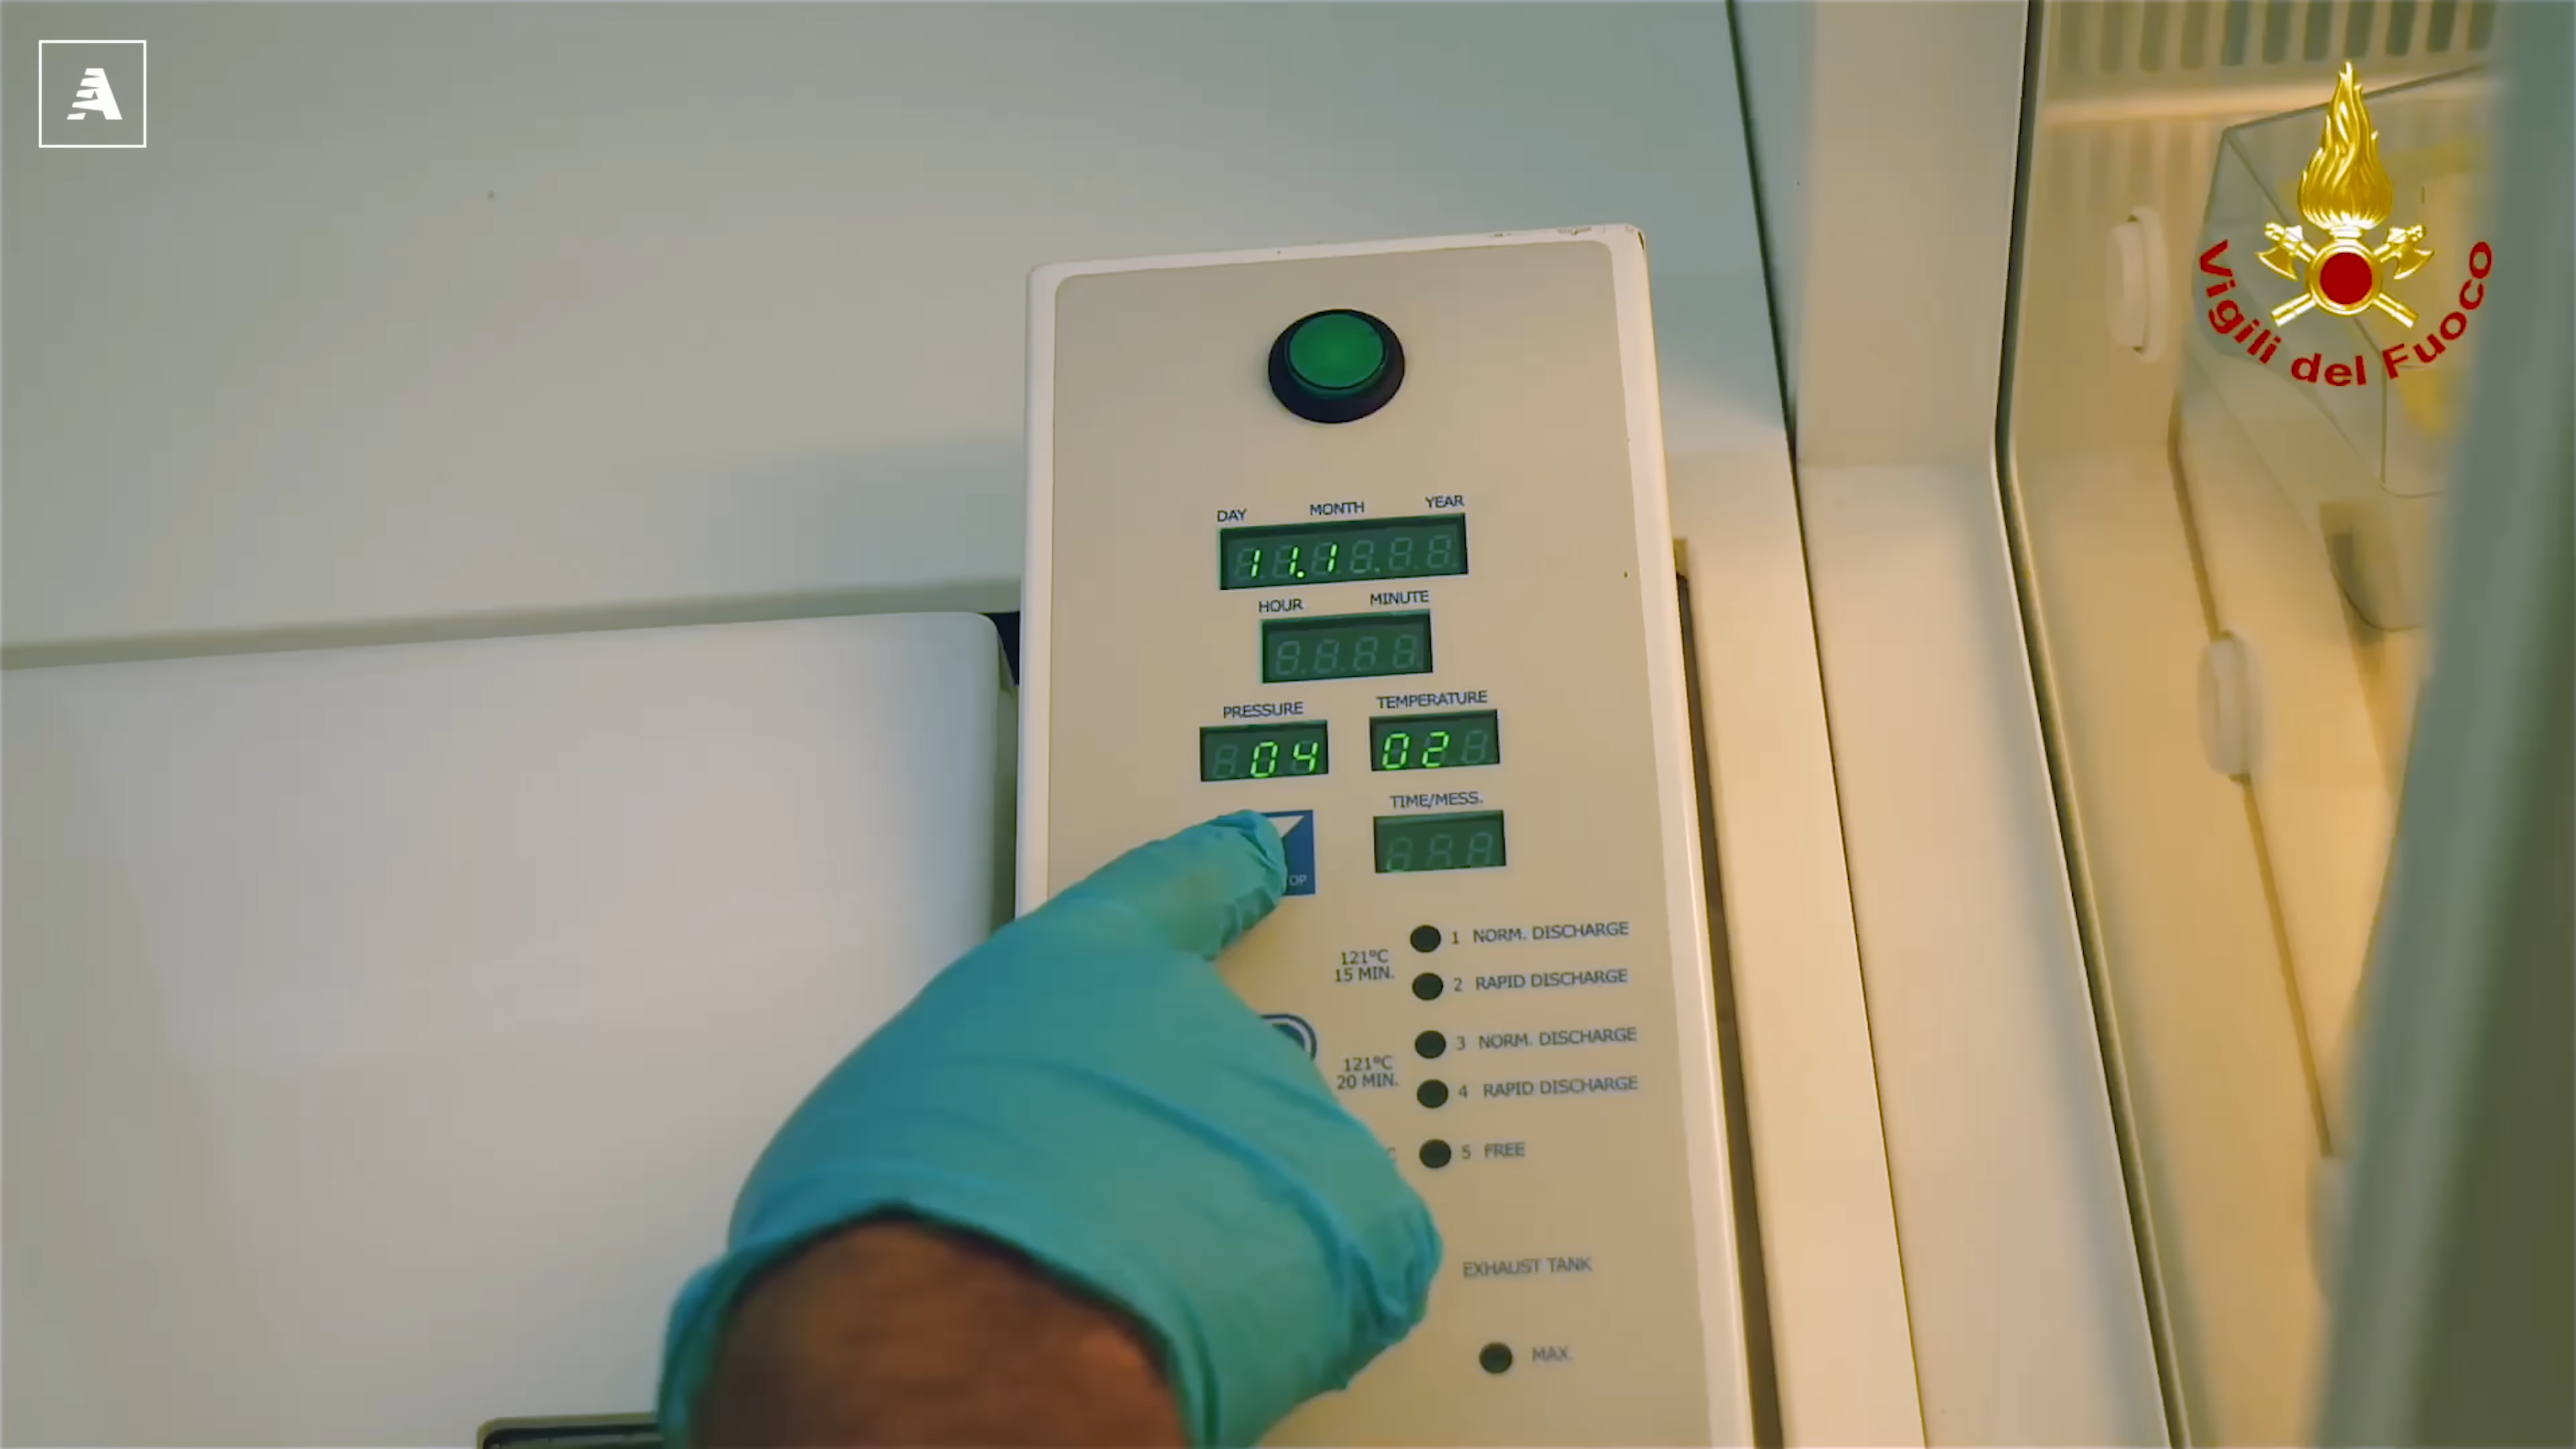 A
Vigili del Fuoco
DAY MONTH YEAR
11.1
HOUR MINUTE
PRESSURE TEMPERATURE
04 02
TIME/MESS.
OP
1 NORM. DISCHARGE
121°C
15 MIN.
2 RAPID DISCHARGE
3 NORM. DISCHARGE
121°C
20 MIN.
4 RAPID DISCHARGE
C 5 FREE
EXHAUST TANK
MAX.